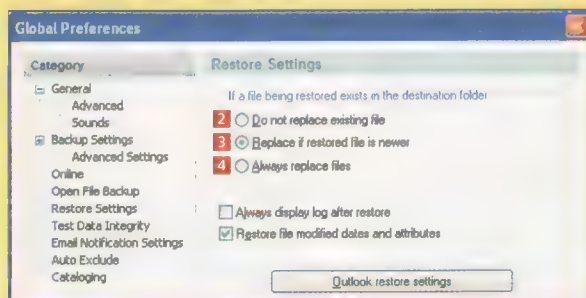 Global Preferences
Category
General
Advanced
Sounds
Backup Settings
Advanced Settings
Online
Open File Backup
Restore Settings
Test Data Integrity
Email Notification Settings
Auto Exclude
Cataloging
Restore Settings
If a file being restored exists in the destination folder
2 Do not replace existing file
3 Replace if restored file is newer
4 Always replace files
Always display log after restore
Restore file modified dates and attributes
Outlook restore settings